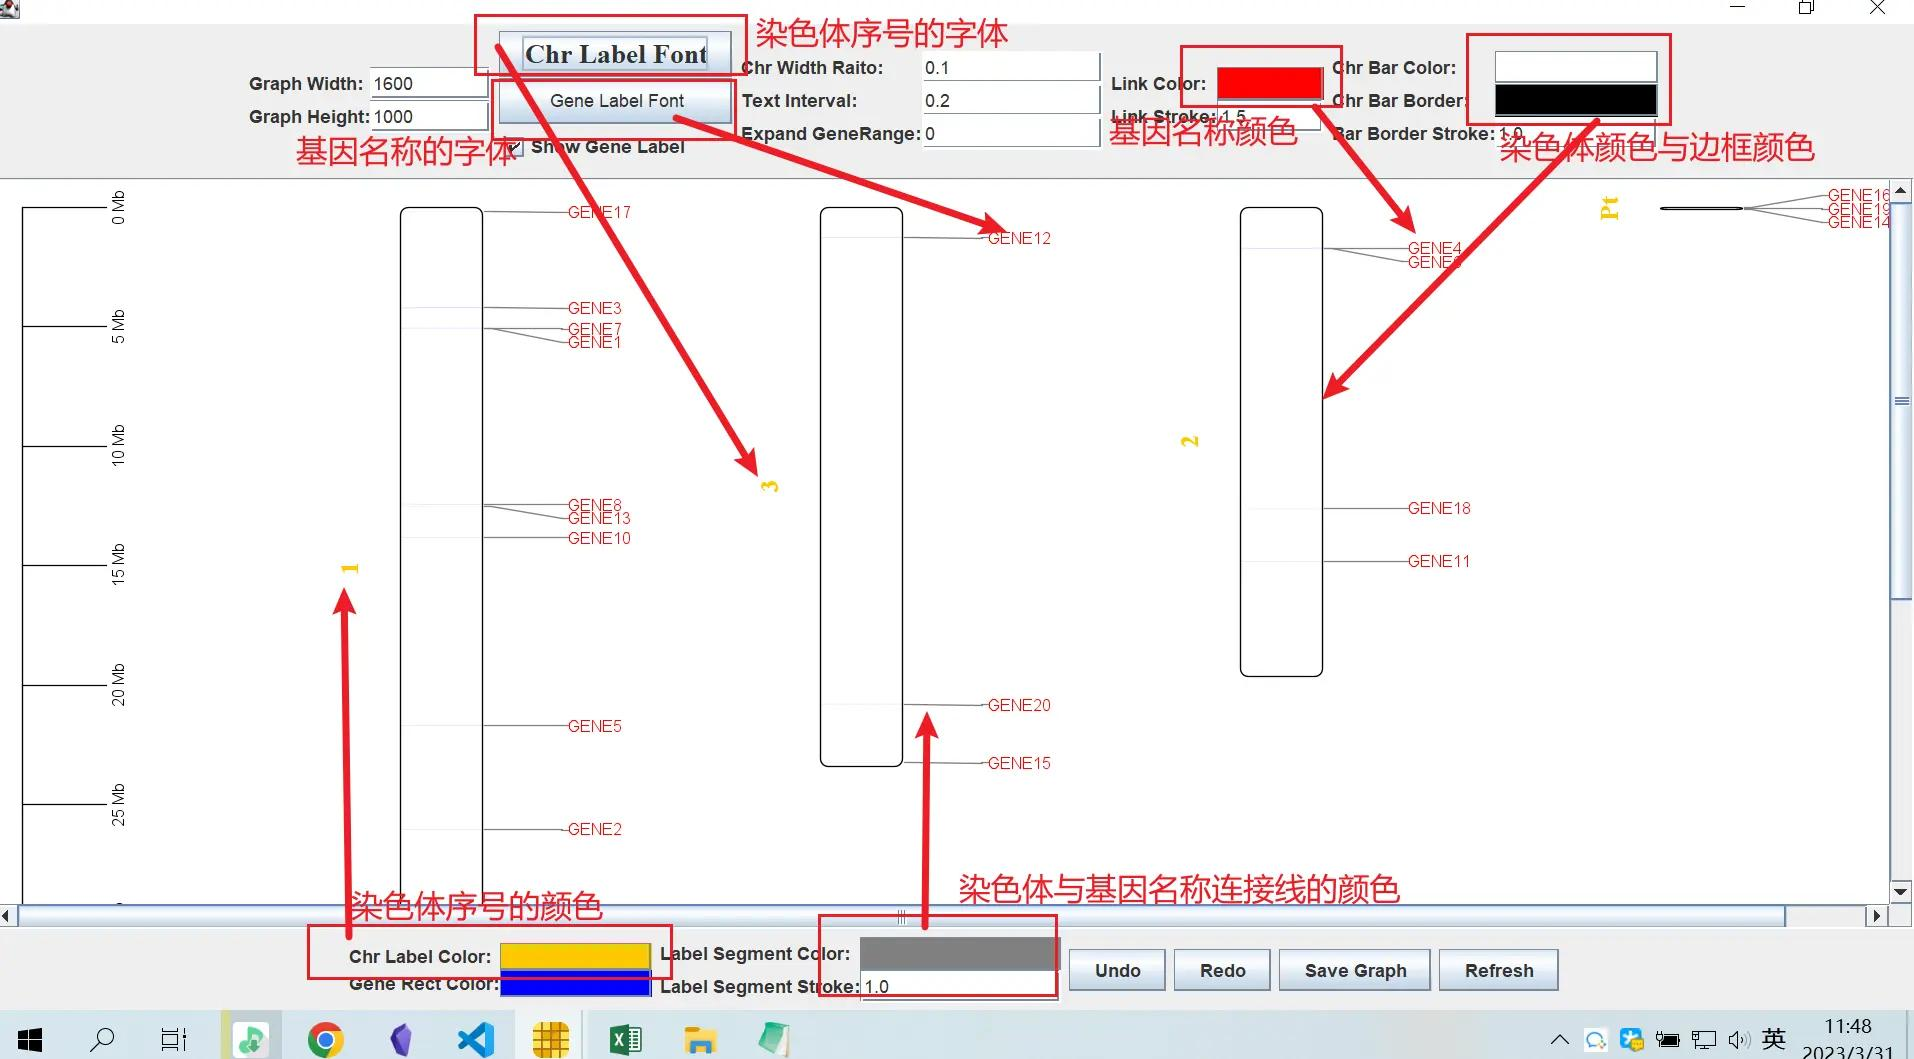 Chr Label Font
染色体序号的字体
Graph Width: 1600
Gene Label Font
Chr Width Raito: 0.1
Link Color:
Chr Bar Color:
Graph Height: 1000
Text Interval: 0.2
Link Stroke: 1.5
Chr Bar Border:
Show Gene Label
Expand GeneRange: 0
Bar Border Stroke: 1.0
基因名称的字体
基因名称颜色
染色体颜色与边框颜色
0 Mb
5 Mb
10 Mb
15 Mb
20 Mb
25 Mb
1
GENE17
GENE3
GENE7
GENE1
GENE8
GENE13
GENE10
GENE5
GENE2
3
GENE12
GENE20
GENE15
2
GENE4
GENE18
GENE11
Pt
GENE16
GENE19
GENE14
染色体序号的颜色
染色体与基因名称连接线的颜色
Chr Label Color:
Gene Rect Color:
Label Segment Color:
Label Segment Stroke: 1.0
Undo
Redo
Save Graph
Refresh
英
11:48
2023/3/31